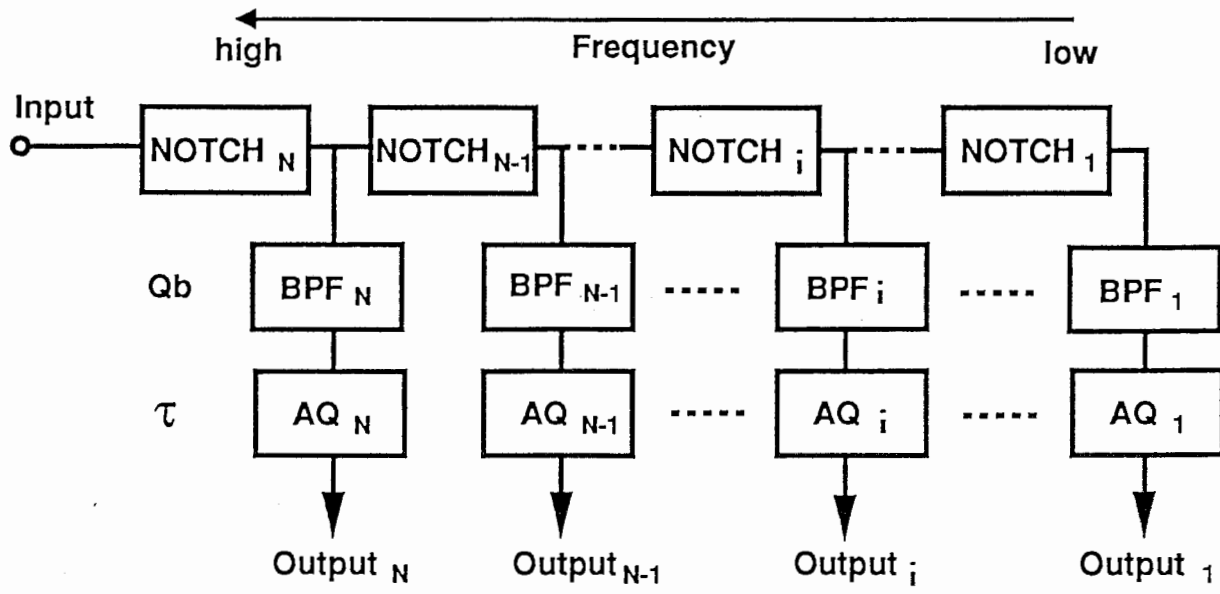 high Frequency low
Input
NOTCH N NOTCH N-1 NOTCH i NOTCH 1
Qb BPF N BPF N-1 BPF i BPF 1
τ AQ N AQ N-1 AQ i AQ 1
Output N Output N-1 Output i Output 1